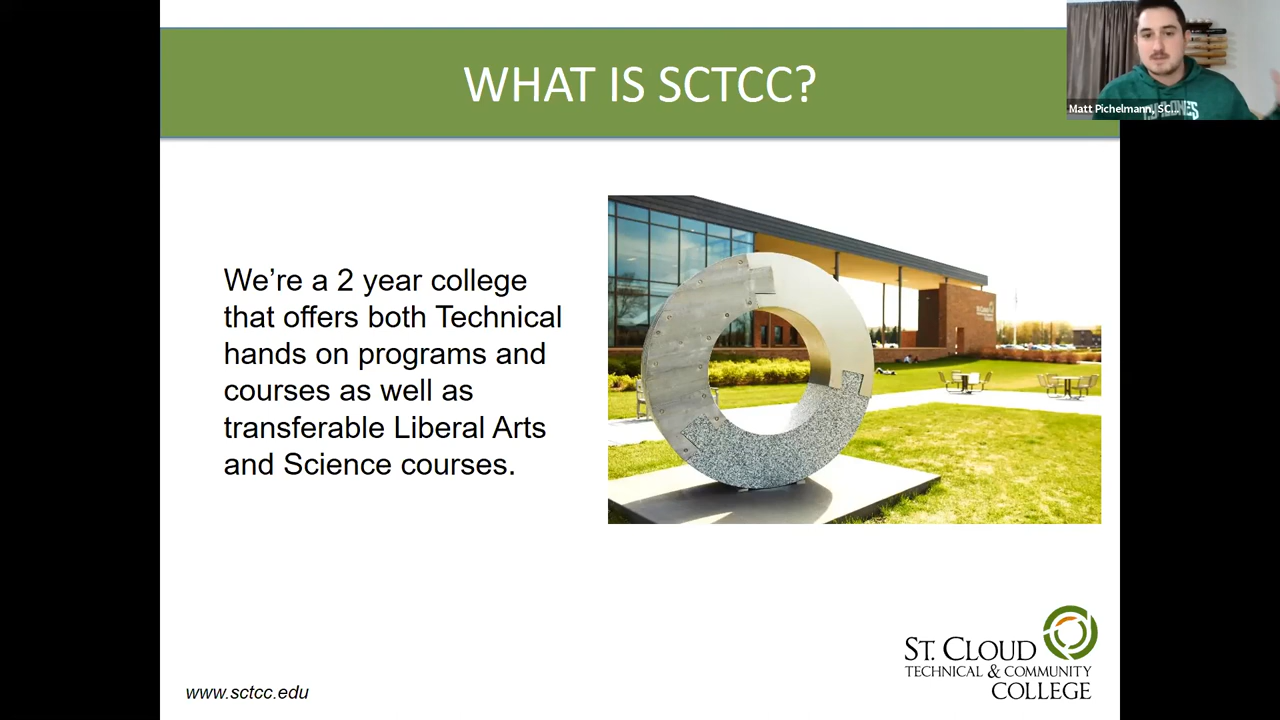 WHAT IS SCTCC?
Matt Pichelmann, SC...
We're a 2 year college
that offers both Technical
hands on programs and
courses as well as
transferable Liberal Arts
and Science courses.
ST. CLOUD
TECHNICAL & COMMUNITY
COLLEGE
www.sctcc.edu